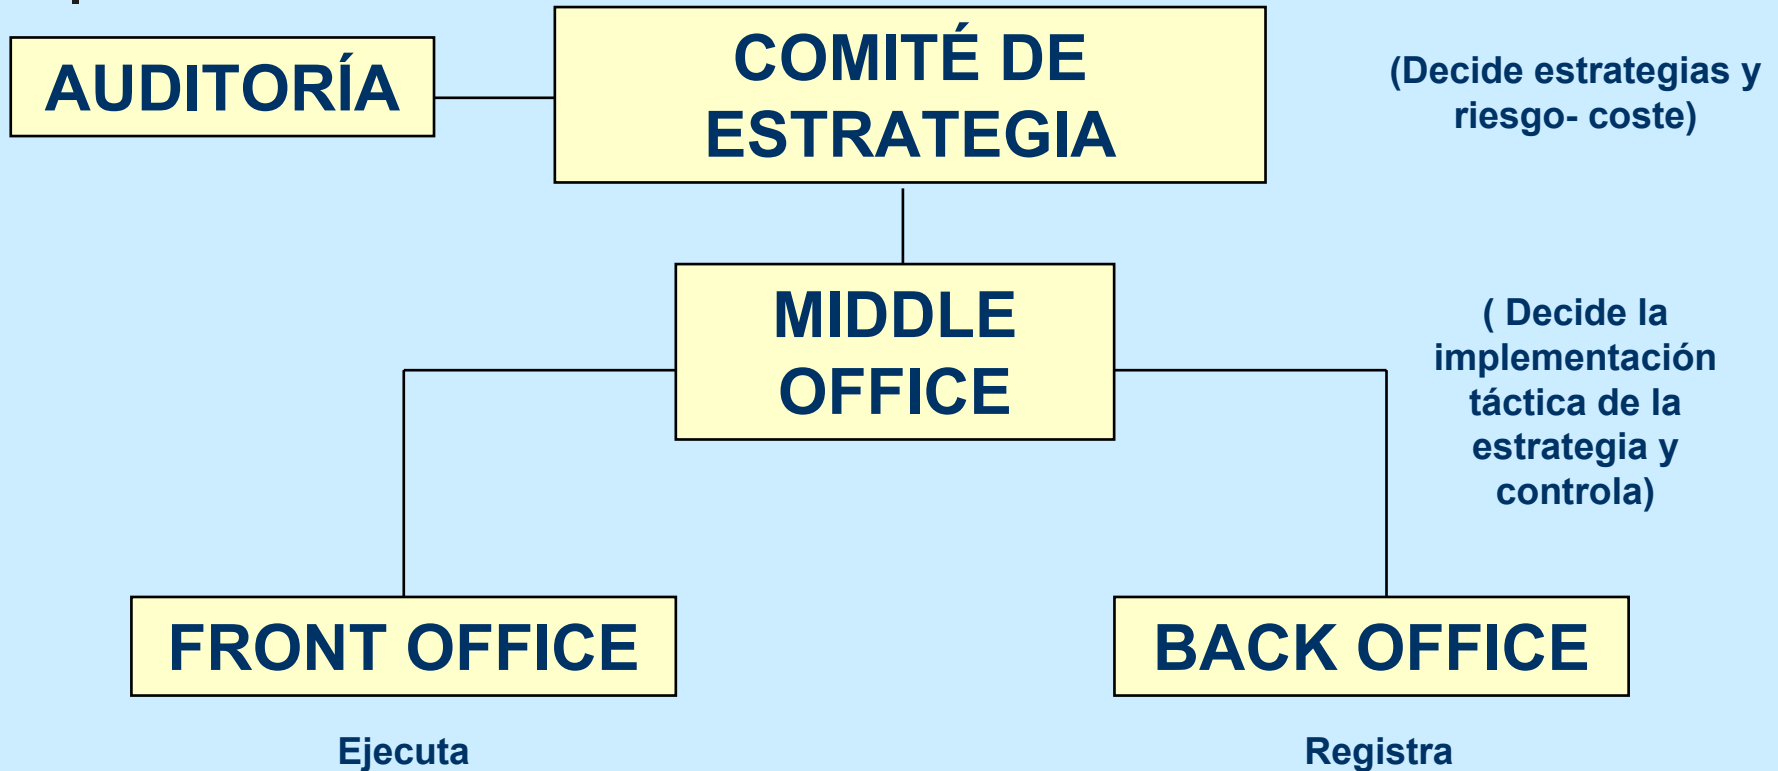 AUDITORÍA
COMITÉ DE
ESTRATEGIA
(Decide estrategias y
riesgo- coste)
MIDDLE
OFFICE
( Decide la
implementación
táctica de la
estrategia y
controla)
FRONT OFFICE
BACK OFFICE
Ejecuta
Registra